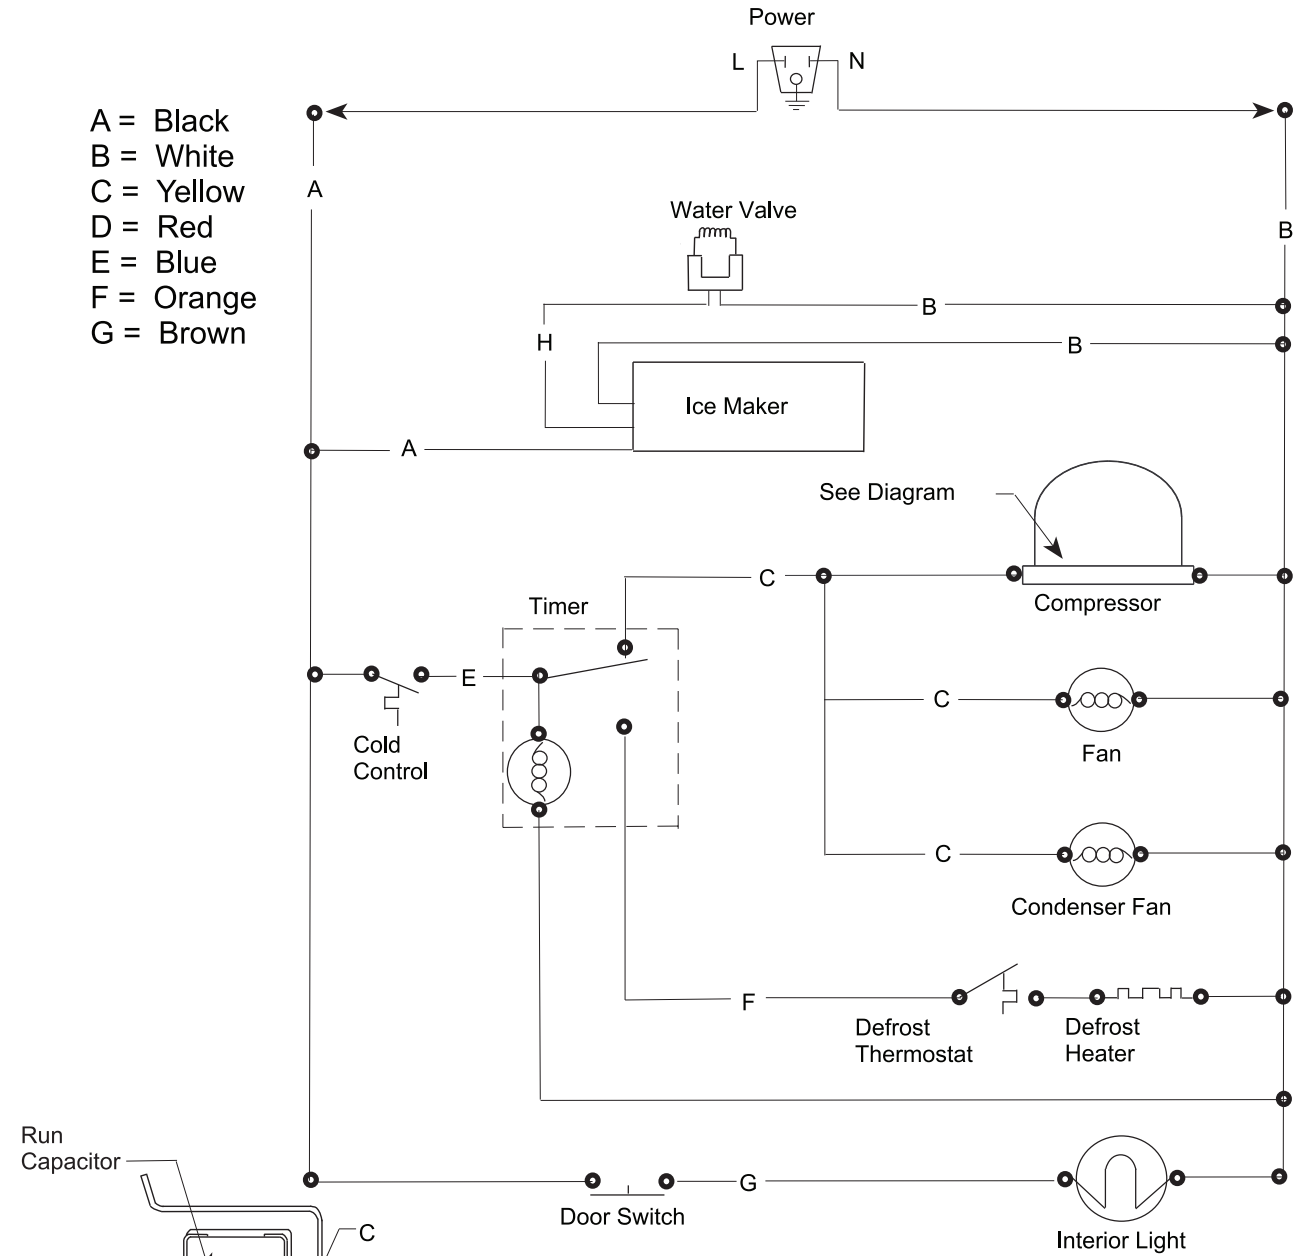 Power
L
N
A = Black
B = White
C = Yellow
D = Red
E = Blue
F = Orange
G = Brown
A
Water Valve
B
B
H
B
Ice Maker
A
See Diagram
C
Compressor
Timer
E
Cold
Control
C
Fan
C
Condenser Fan
F
Defrost
Thermostat
Defrost
Heater
Run
Capacitor
G
Door Switch
C
Interior Light